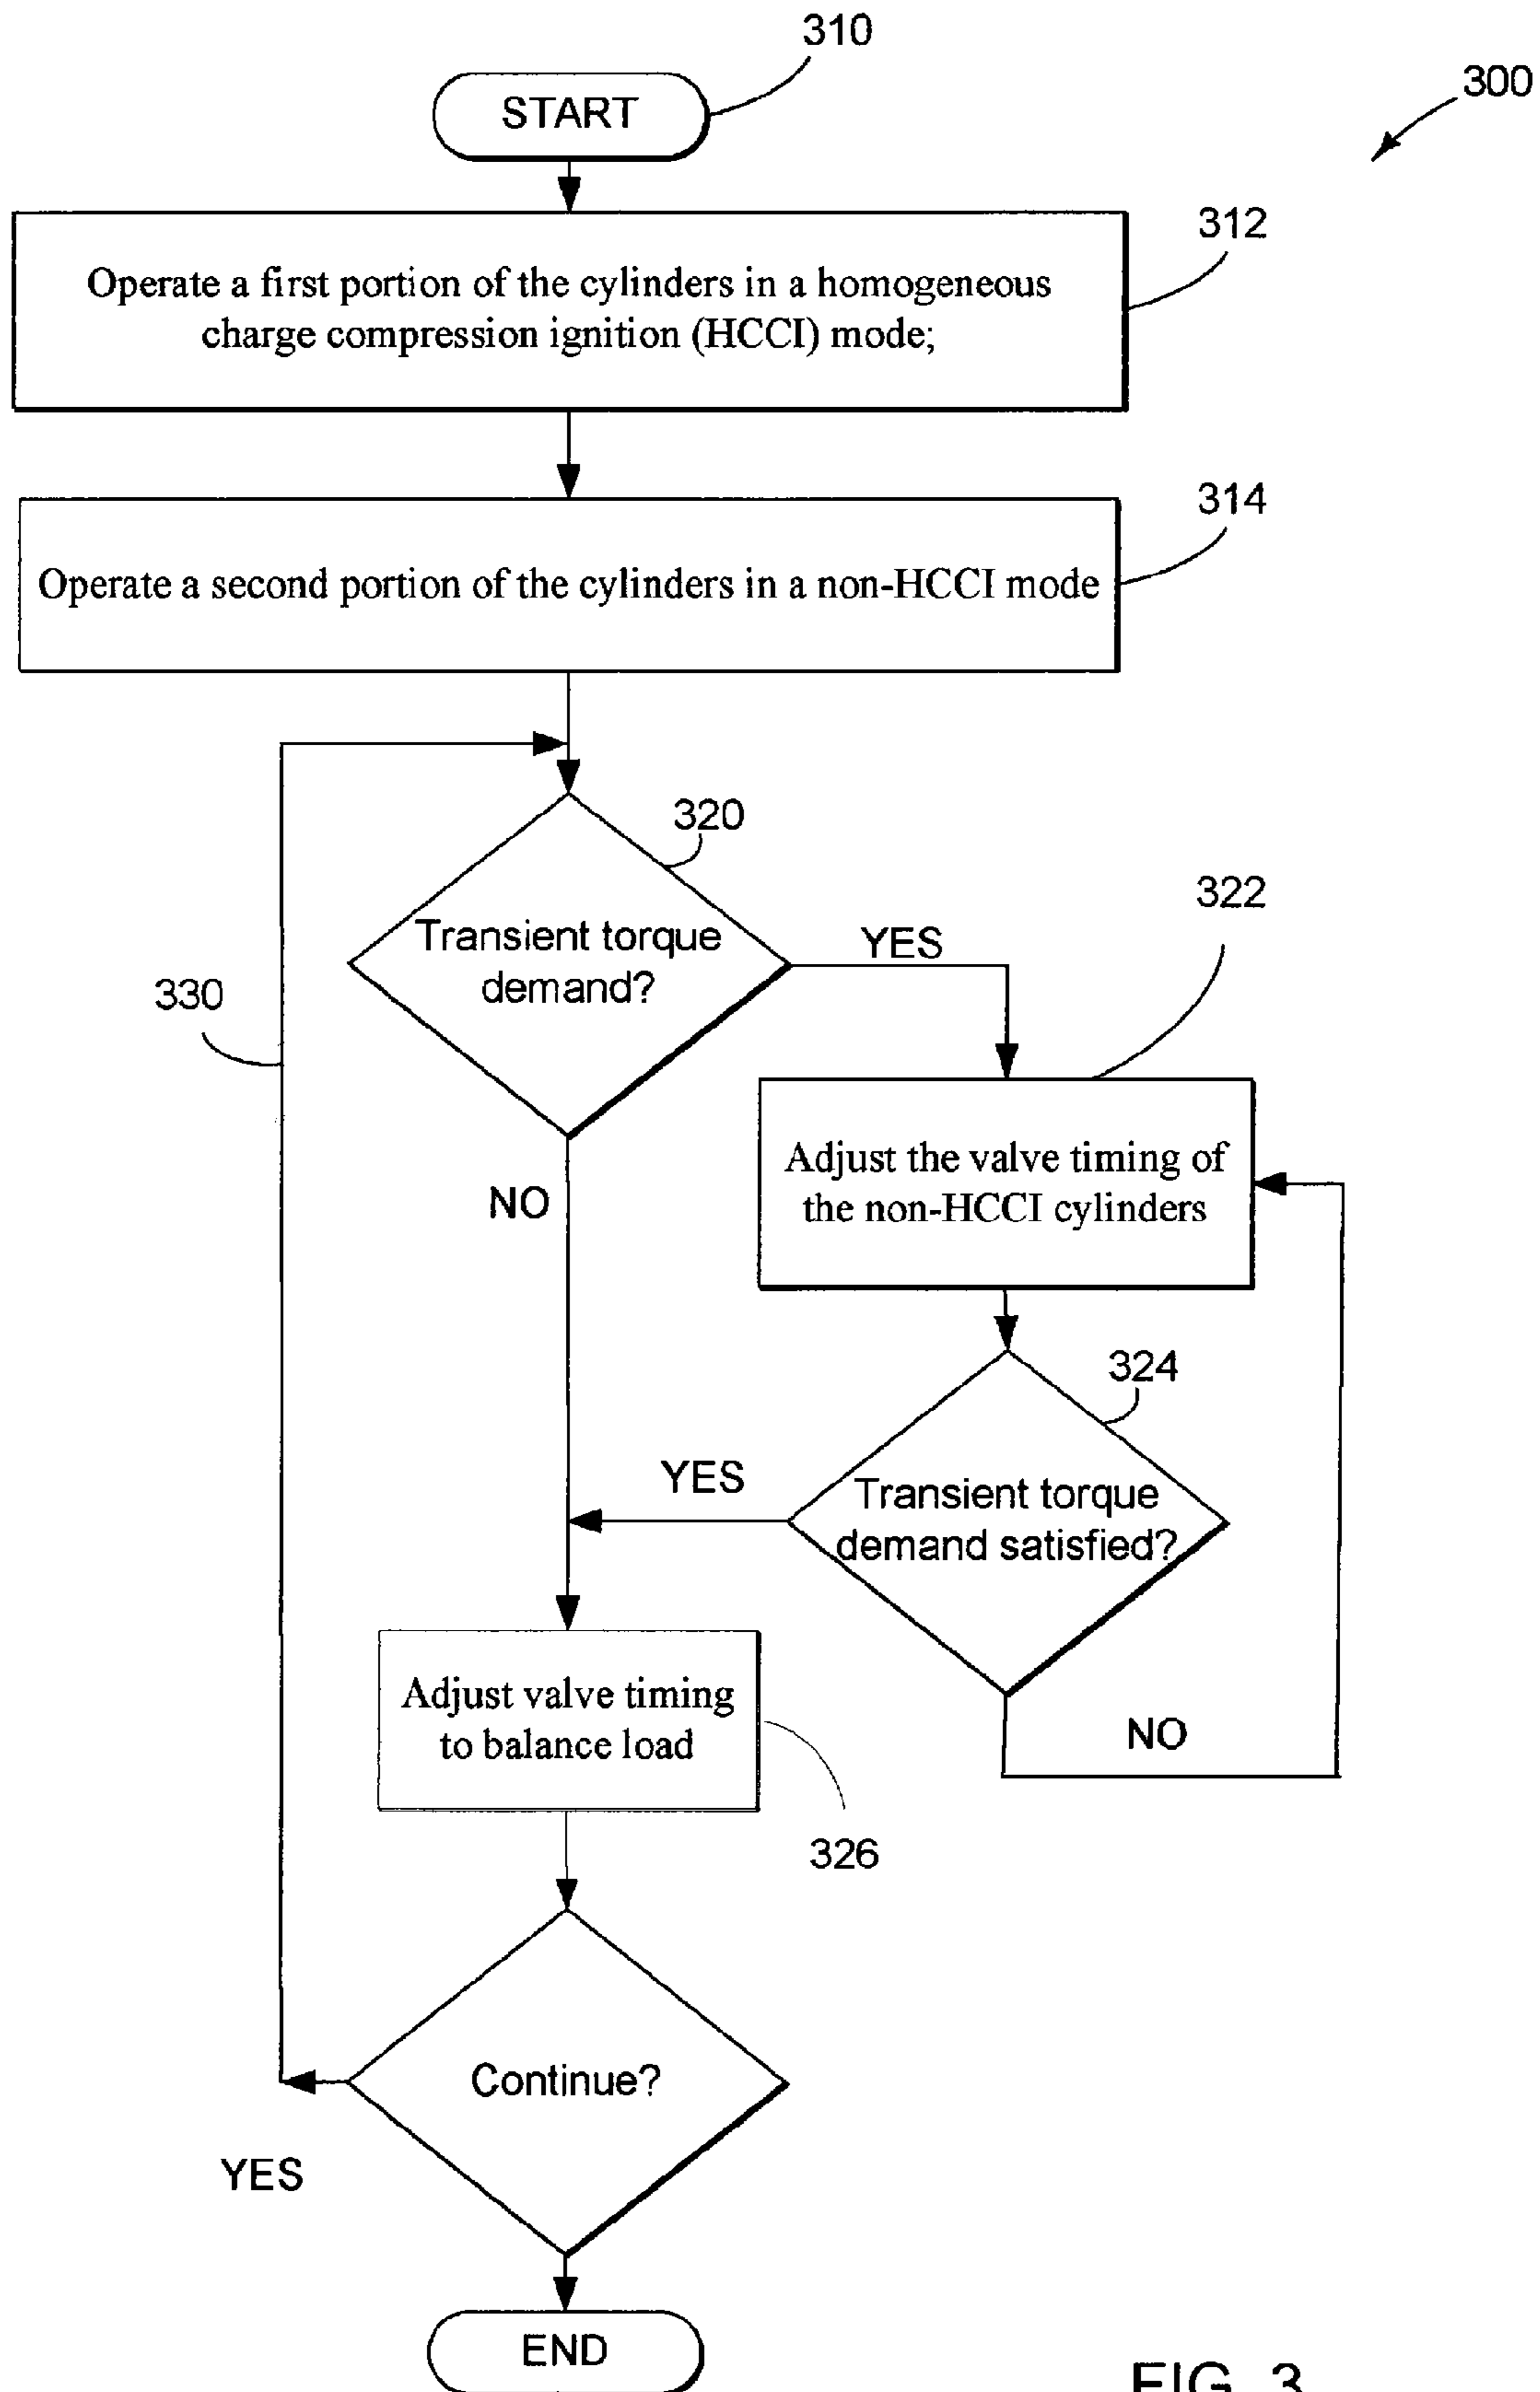 310
START
300
312
Operate a first portion of the cylinders in a homogeneous
charge compression ignition (HCCI) mode;
314
Operate a second portion of the cylinders in a non-HCCI mode
320
Transient torque
demand?
YES
322
330
Adjust the valve timing of
the non-HCCI cylinders
NO
324
YES
Transient torque
demand satisfied?
Adjust valve timing
to balance load
NO
326
Continue?
YES
END
FIG. 3